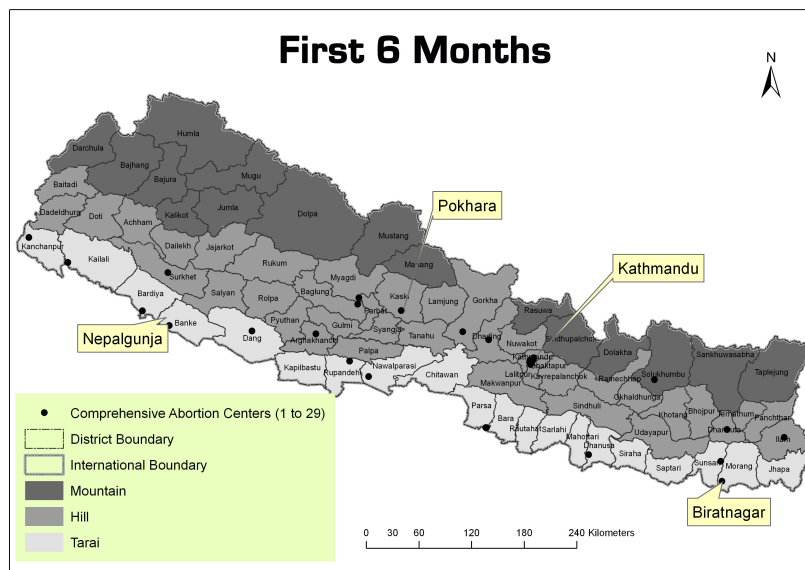 First 6 Months
N
Humla
Darchula
Bajhang
Mugu
Bajura
Baitadi
Jumla
Dolpa
Kalikot
Dadeldhura
Doti
Achham
Mustang
Pokhara
Kanchanpur
Kailali
Dailekh
Jajarkot
Manang
Kathmandu
Rukum
Surkhet
Myagdi
Bardiya
Salyan
Rolpa
Baglung
Kaski
Lamjung
Gorkha
Parbat
Rasuwa
Nepalgunja
Banke
Pyuthan
Gulmi
Syangja
Dang
Arghakhanchi
Tanahu
Dhading
Nuwakot
Sindhupalchok
Dolakha
Sankhuwasabha
Palpa
Kathmandu
Bhaktapur
Taplejung
Kapilbastu
Rupandehi
Nawalparasi
Chitawan
Lalitpur
Kavrepalanchok
Ramechhap
Solukhumbu
Makwanpur
Okhaldhunga
Parsa
Bara
Sindhuli
Khotang
Bhojpur
Terhathum
Panchthar
Rautahat
Sarlahi
Mahottari
Dhanusa
Udayapur
Dhankuta
Ilam
Siraha
Saptari
Sunsari
Morang
Jhapa
Biratnagar
Comprehensive Abortion Centers (1 to 29)
District Boundary
International Boundary
Mountain
Hill
Tarai
0 30 60 120 180 240 Kilometers